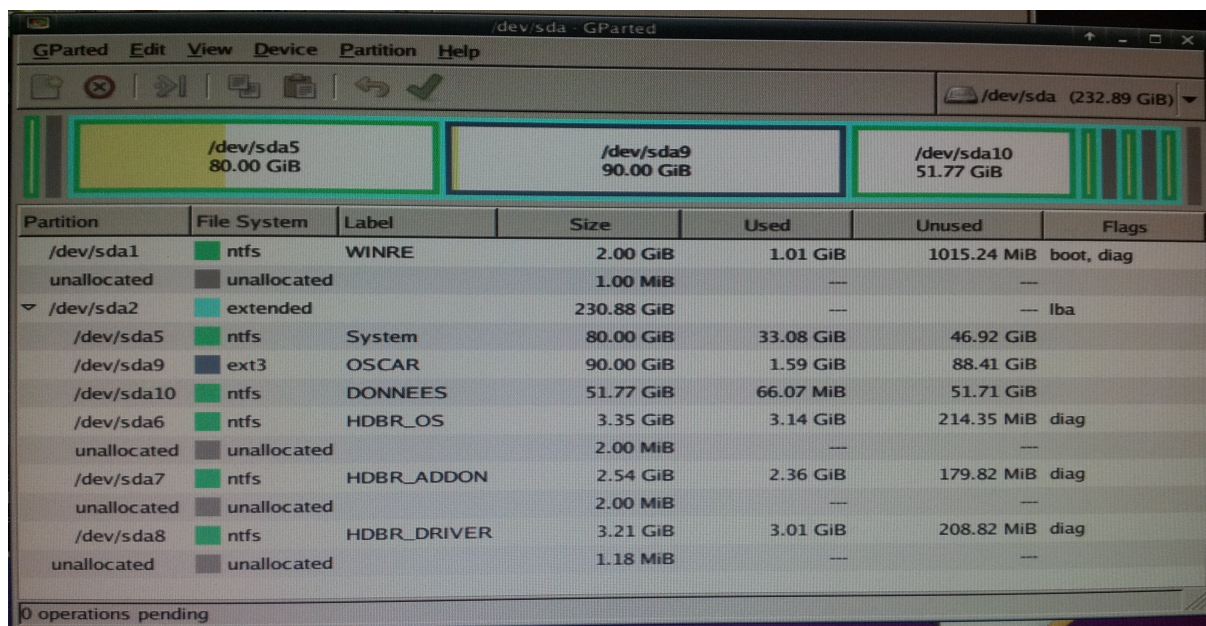 /dev/sda - GParted
GParted Edit View Device Partition Help
/dev/sda (232.89 GiB)
/dev/sda5
80.00 GiB
/dev/sda9
90.00 GiB
/dev/sda10
51.77 GiB
Partition File System Label Size Used Unused Flags
/dev/sda1 ntfs WINRE 2.00 GiB 1.01 GiB 1015.24 MiB boot, diag
unallocated unallocated 1.00 MiB --- ---
/dev/sda2 extended 230.88 GiB --- --- lba
/dev/sda5 ntfs System 80.00 GiB 33.08 GiB 46.92 GiB
/dev/sda9 ext3 OSCAR 90.00 GiB 1.59 GiB 88.41 GiB
/dev/sda10 ntfs DONNEES 51.77 GiB 66.07 MiB 51.71 GiB
/dev/sda6 ntfs HDBR_OS 3.35 GiB 3.14 GiB 214.35 MiB diag
unallocated unallocated 2.00 MiB --- ---
/dev/sda7 ntfs HDBR_ADDON 2.54 GiB 2.36 GiB 179.82 MiB diag
unallocated unallocated 2.00 MiB --- ---
/dev/sda8 ntfs HDBR_DRIVER 3.21 GiB 3.01 GiB 208.82 MiB diag
unallocated unallocated 1.18 MiB --- ---
0 operations pending